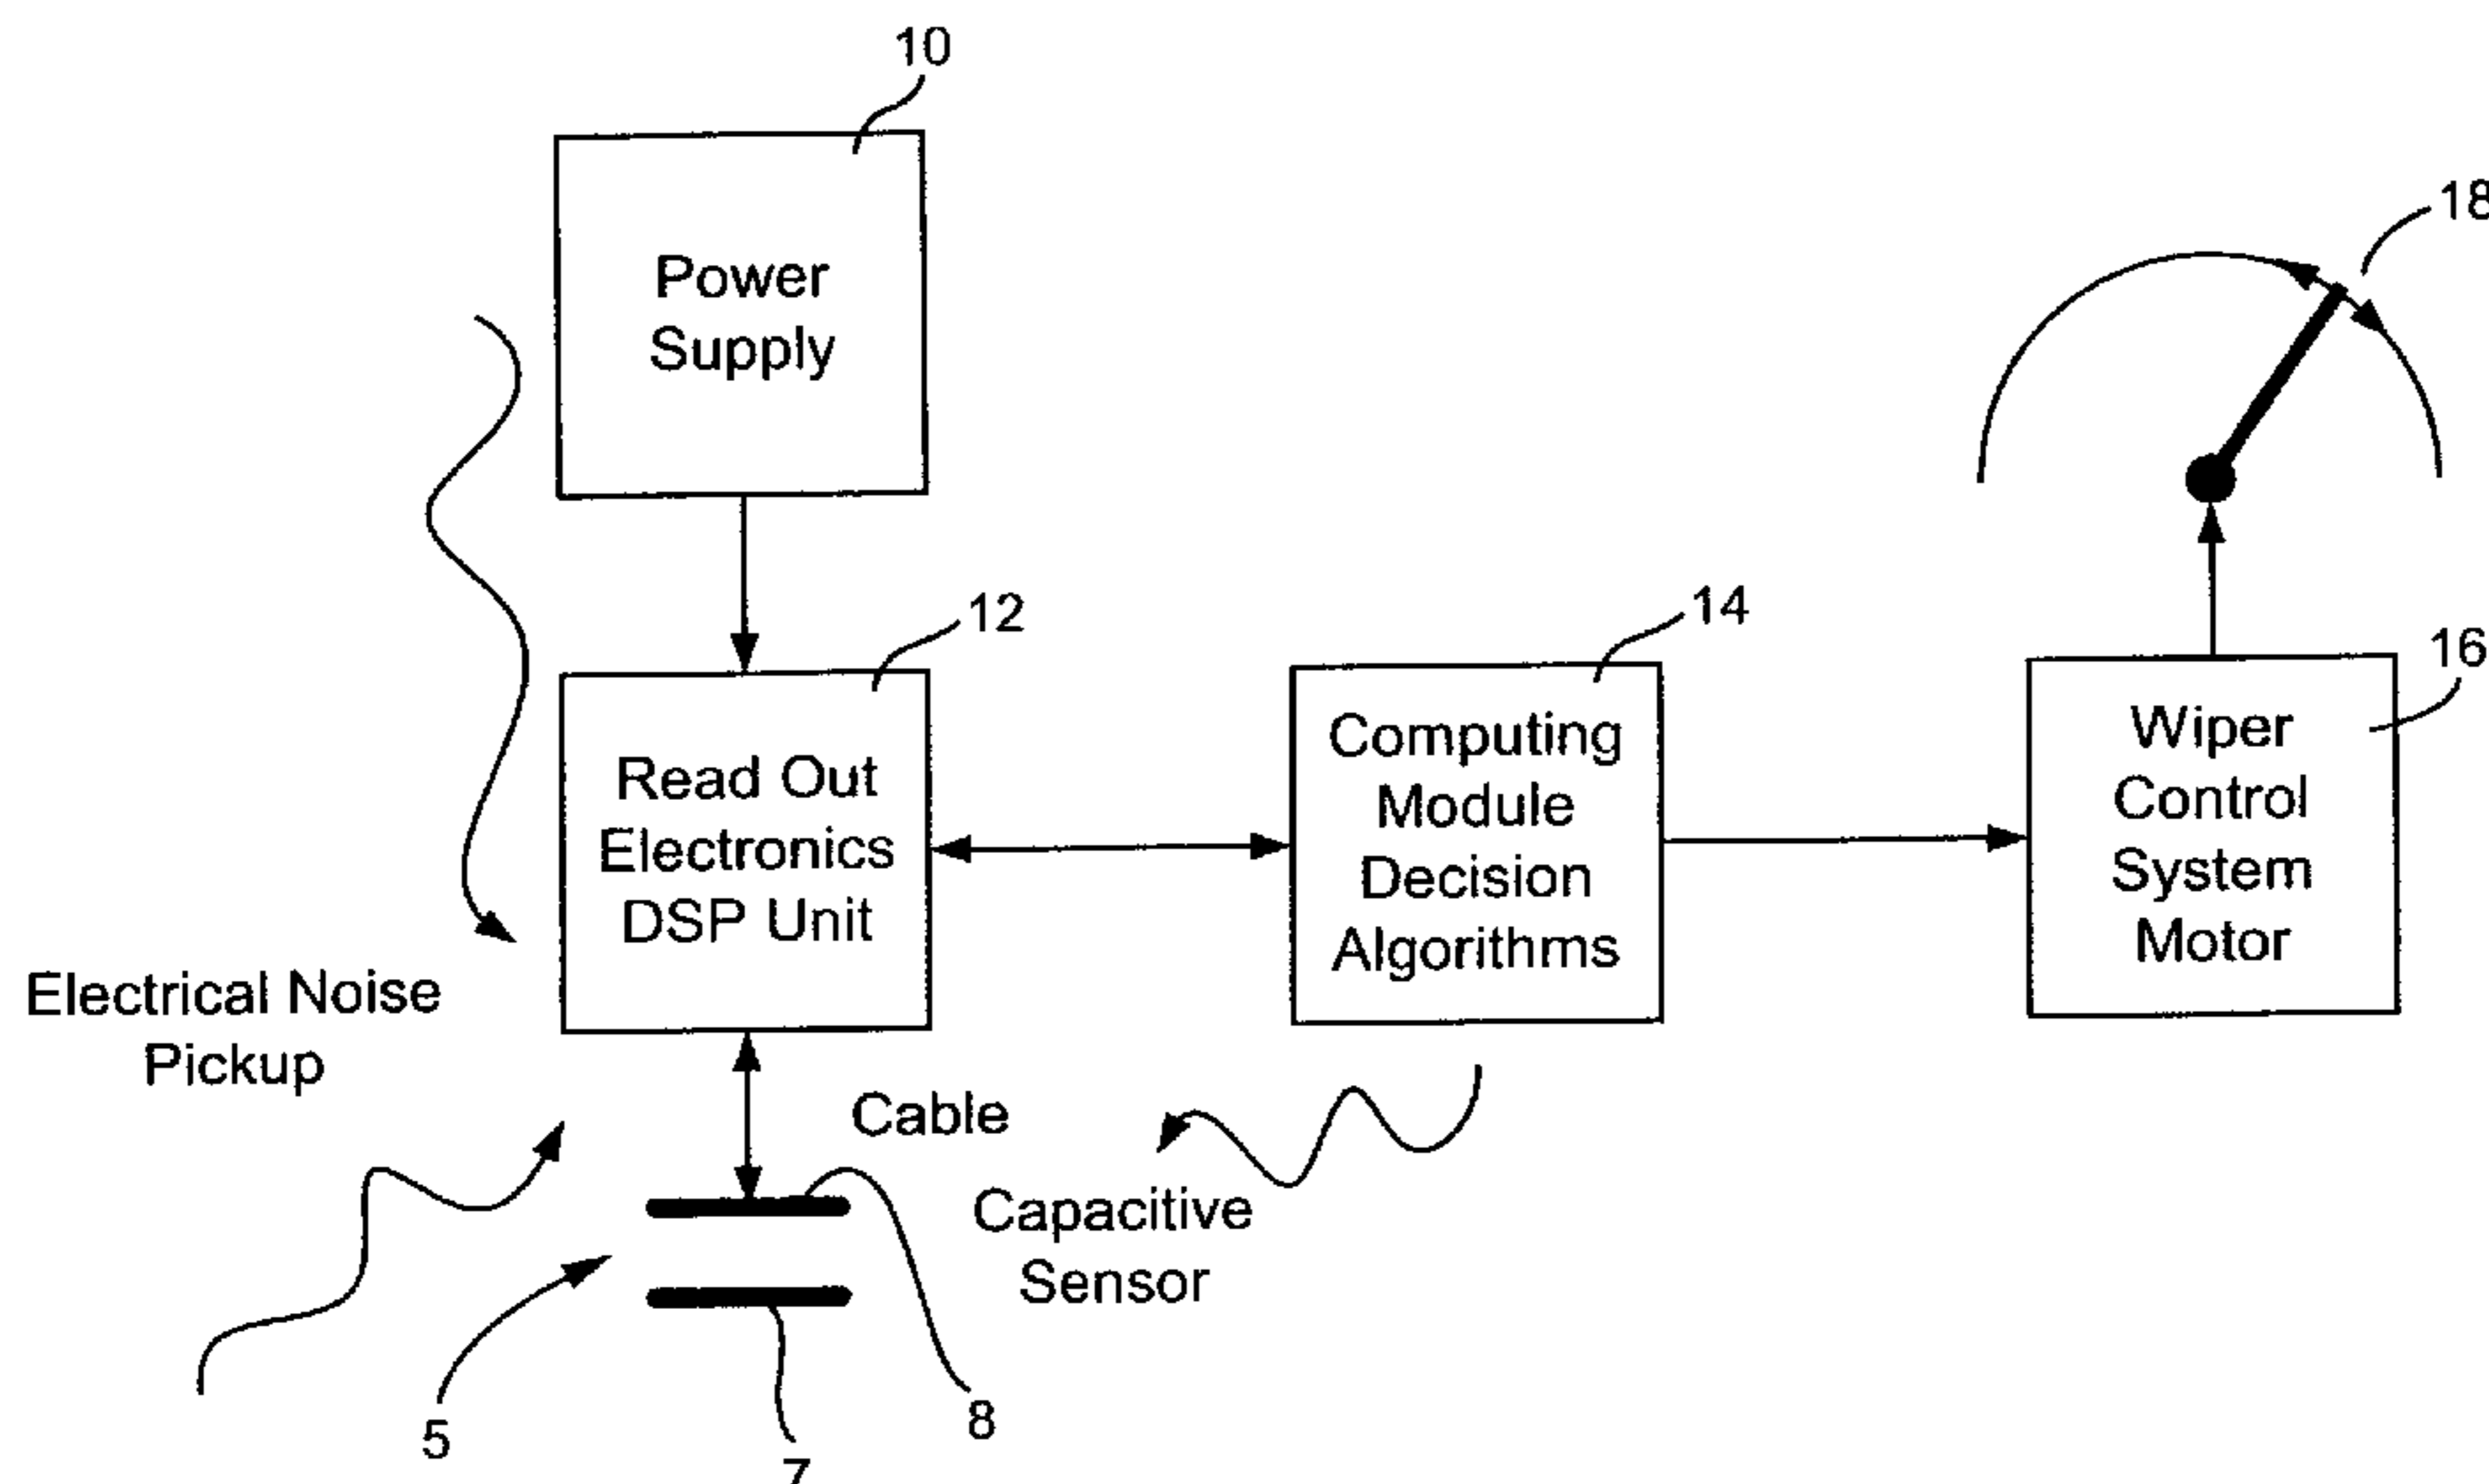 10
Power
Supply
18
12
Read Out
Electronics
DSP Unit
14
Computing
Module
Decision
Algorithms
16
Wiper
Control
System
Motor
Electrical Noise
Pickup
Cable
Capacitive
Sensor
5
7
8